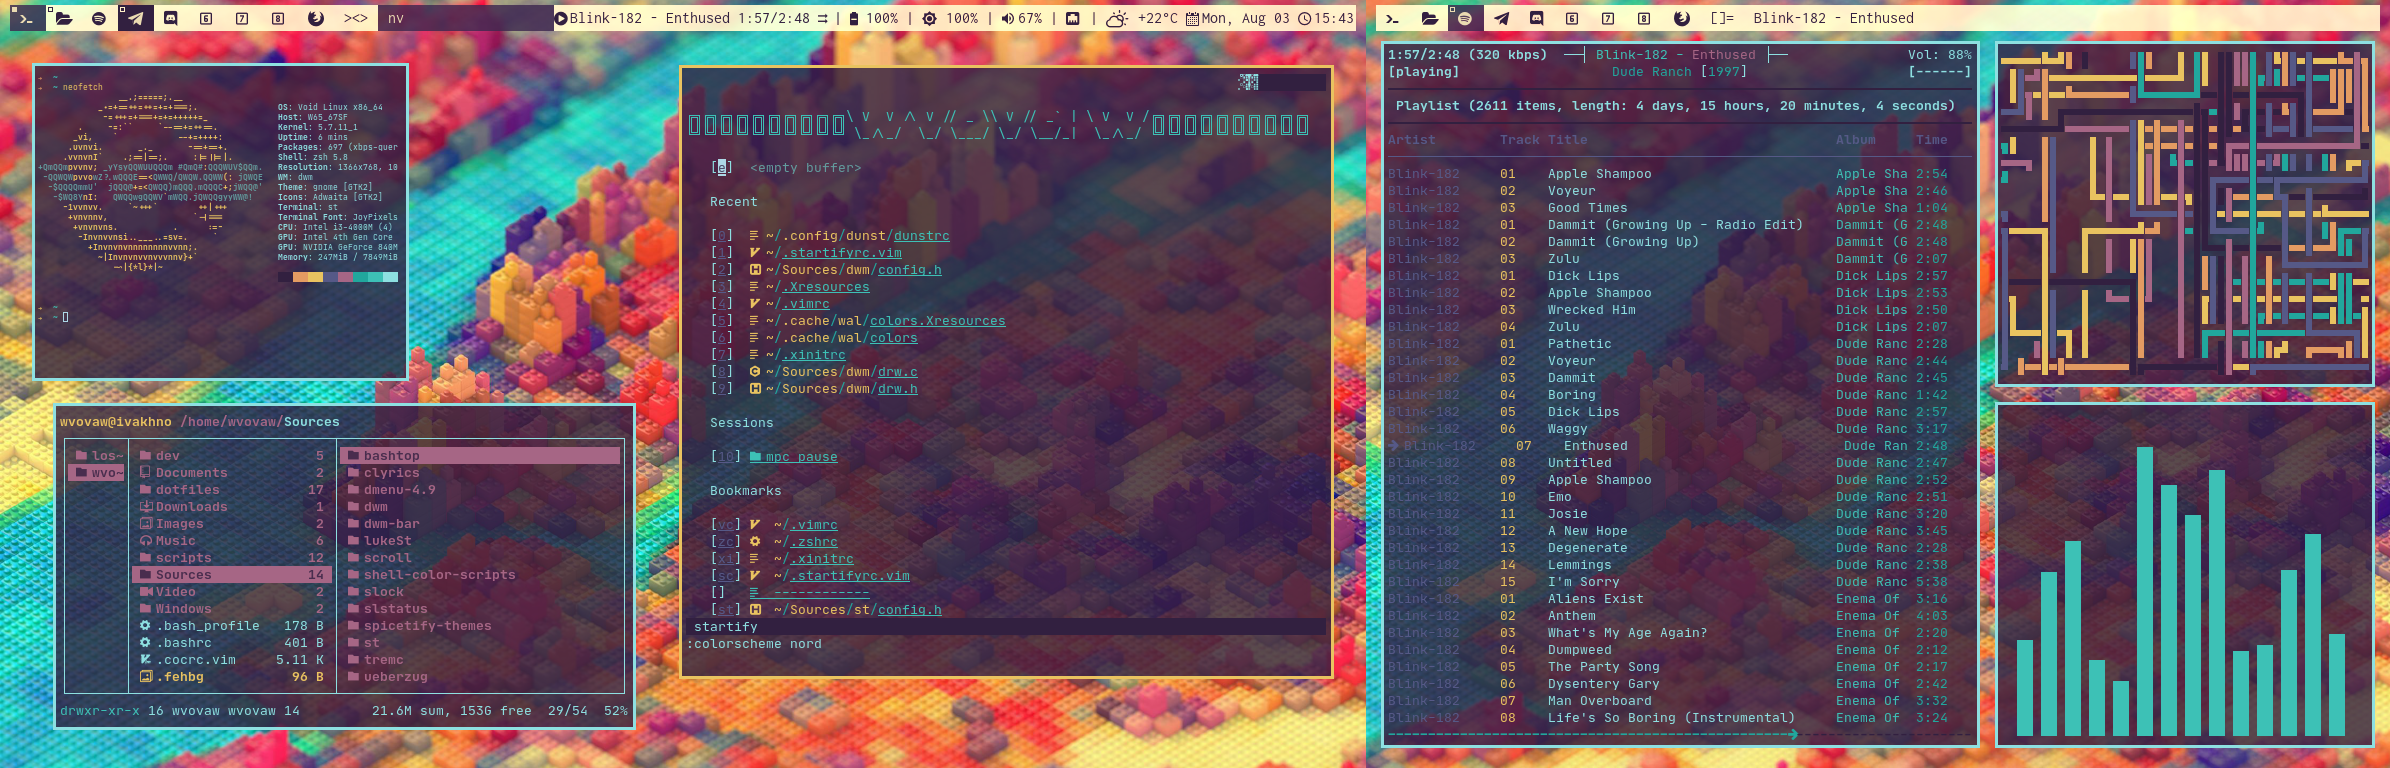 6 7 8 ><> nv Blink-182 - Enthused 1:57/2:48 | 100% | 100% | 67% | | +22°C Mon, Aug 03 15:43
6 7 8 []= Blink-182 - Enthused
~
~ neofetch
OS: Void Linux x86_64
Host: W65_67SF
Kernel: 5.7.11_1
Uptime: 6 mins
Packages: 697 (xbps-quer
Shell: zsh 5.8
Resolution: 1366x768, 10
WM: dwm
Theme: gnome [GTK2]
Icons: Adwaita [GTK2]
Terminal: st
Terminal Font: JoyPixels
CPU: Intel i3-4000M (4)
GPU: Intel 4th Gen Core
GPU: NVIDIA GeForce 840M
Memory: 247MiB / 7849MiB
~
~
wvovaw@ivakhno /home/wvovaw/Sources
los~
wvo~
dev 5
Documents 2
dotfiles 17
Downloads 1
Images 2
Music 6
scripts 12
Sources 14
Video 2
Windows 2
.bash_profile 178 B
.bashrc 401 B
.cocrc.vim 5.11 K
.fehbg 96 B
bashtop
clyrics
dmenu-4.9
dwm
dwm-bar
lukeSt
scroll
shell-color-scripts
slock
slstatus
spicetify-themes
st
tremc
ueberzug
drwxr-xr-x 16 wvovaw wvovaw 14 21.6M sum, 153G free 29/54 52%
[e] <empty buffer>
Recent
[0] ~/.config/dunst/dunstrc
[1] ~/.startifyrc.vim
[2] ~/Sources/dwm/config.h
[3] ~/.Xresources
[4] ~/.vimrc
[5] ~/.cache/wal/colors.Xresources
[6] ~/.cache/wal/colors
[7] ~/.xinitrc
[8] ~/Sources/dwm/drw.c
[9] ~/Sources/dwm/drw.h
Sessions
[10] mpc pause
Bookmarks
[vc] ~/.vimrc
[zc] ~/.zshrc
[xi] ~/.xinitrc
[sc] ~/.startifyrc.vim
[] ------------
[st] ~/Sources/st/config.h
startify
:colorscheme nord
1:57/2:48 (320 kbps) Blink-182 - Enthused Vol: 88%
[playing] Dude Ranch [1997] [------]
Playlist (2611 items, length: 4 days, 15 hours, 20 minutes, 4 seconds)
Artist Track Title Album Time
Blink-182 01 Apple Shampoo Apple Sha 2:54
Blink-182 02 Voyeur Apple Sha 2:46
Blink-182 03 Good Times Apple Sha 1:04
Blink-182 01 Dammit (Growing Up - Radio Edit) Dammit (G 2:48
Blink-182 02 Dammit (Growing Up) Dammit (G 2:48
Blink-182 03 Zulu Dammit (G 2:07
Blink-182 01 Dick Lips Dick Lips 2:57
Blink-182 02 Apple Shampoo Dick Lips 2:53
Blink-182 03 Wrecked Him Dick Lips 2:50
Blink-182 04 Zulu Dick Lips 2:07
Blink-182 01 Pathetic Dude Ranc 2:28
Blink-182 02 Voyeur Dude Ranc 2:44
Blink-182 03 Dammit Dude Ranc 2:45
Blink-182 04 Boring Dude Ranc 1:42
Blink-182 05 Dick Lips Dude Ranc 2:57
Blink-182 06 Waggy Dude Ranc 3:17
Blink-182 07 Enthused Dude Ran 2:48
Blink-182 08 Untitled Dude Ranc 2:47
Blink-182 09 Apple Shampoo Dude Ranc 2:52
Blink-182 10 Emo Dude Ranc 2:51
Blink-182 11 Josie Dude Ranc 3:20
Blink-182 12 A New Hope Dude Ranc 3:45
Blink-182 13 Degenerate Dude Ranc 2:28
Blink-182 14 Lemmings Dude Ranc 2:38
Blink-182 15 I'm Sorry Dude Ranc 5:38
Blink-182 01 Aliens Exist Enema Of 3:16
Blink-182 02 Anthem Enema Of 4:03
Blink-182 03 What's My Age Again? Enema Of 2:20
Blink-182 04 Dumpweed Enema Of 2:12
Blink-182 05 The Party Song Enema Of 2:17
Blink-182 06 Dysentery Gary Enema Of 2:42
Blink-182 07 Man Overboard Enema Of 3:32
Blink-182 08 Life's So Boring (Instrumental) Enema Of 3:24